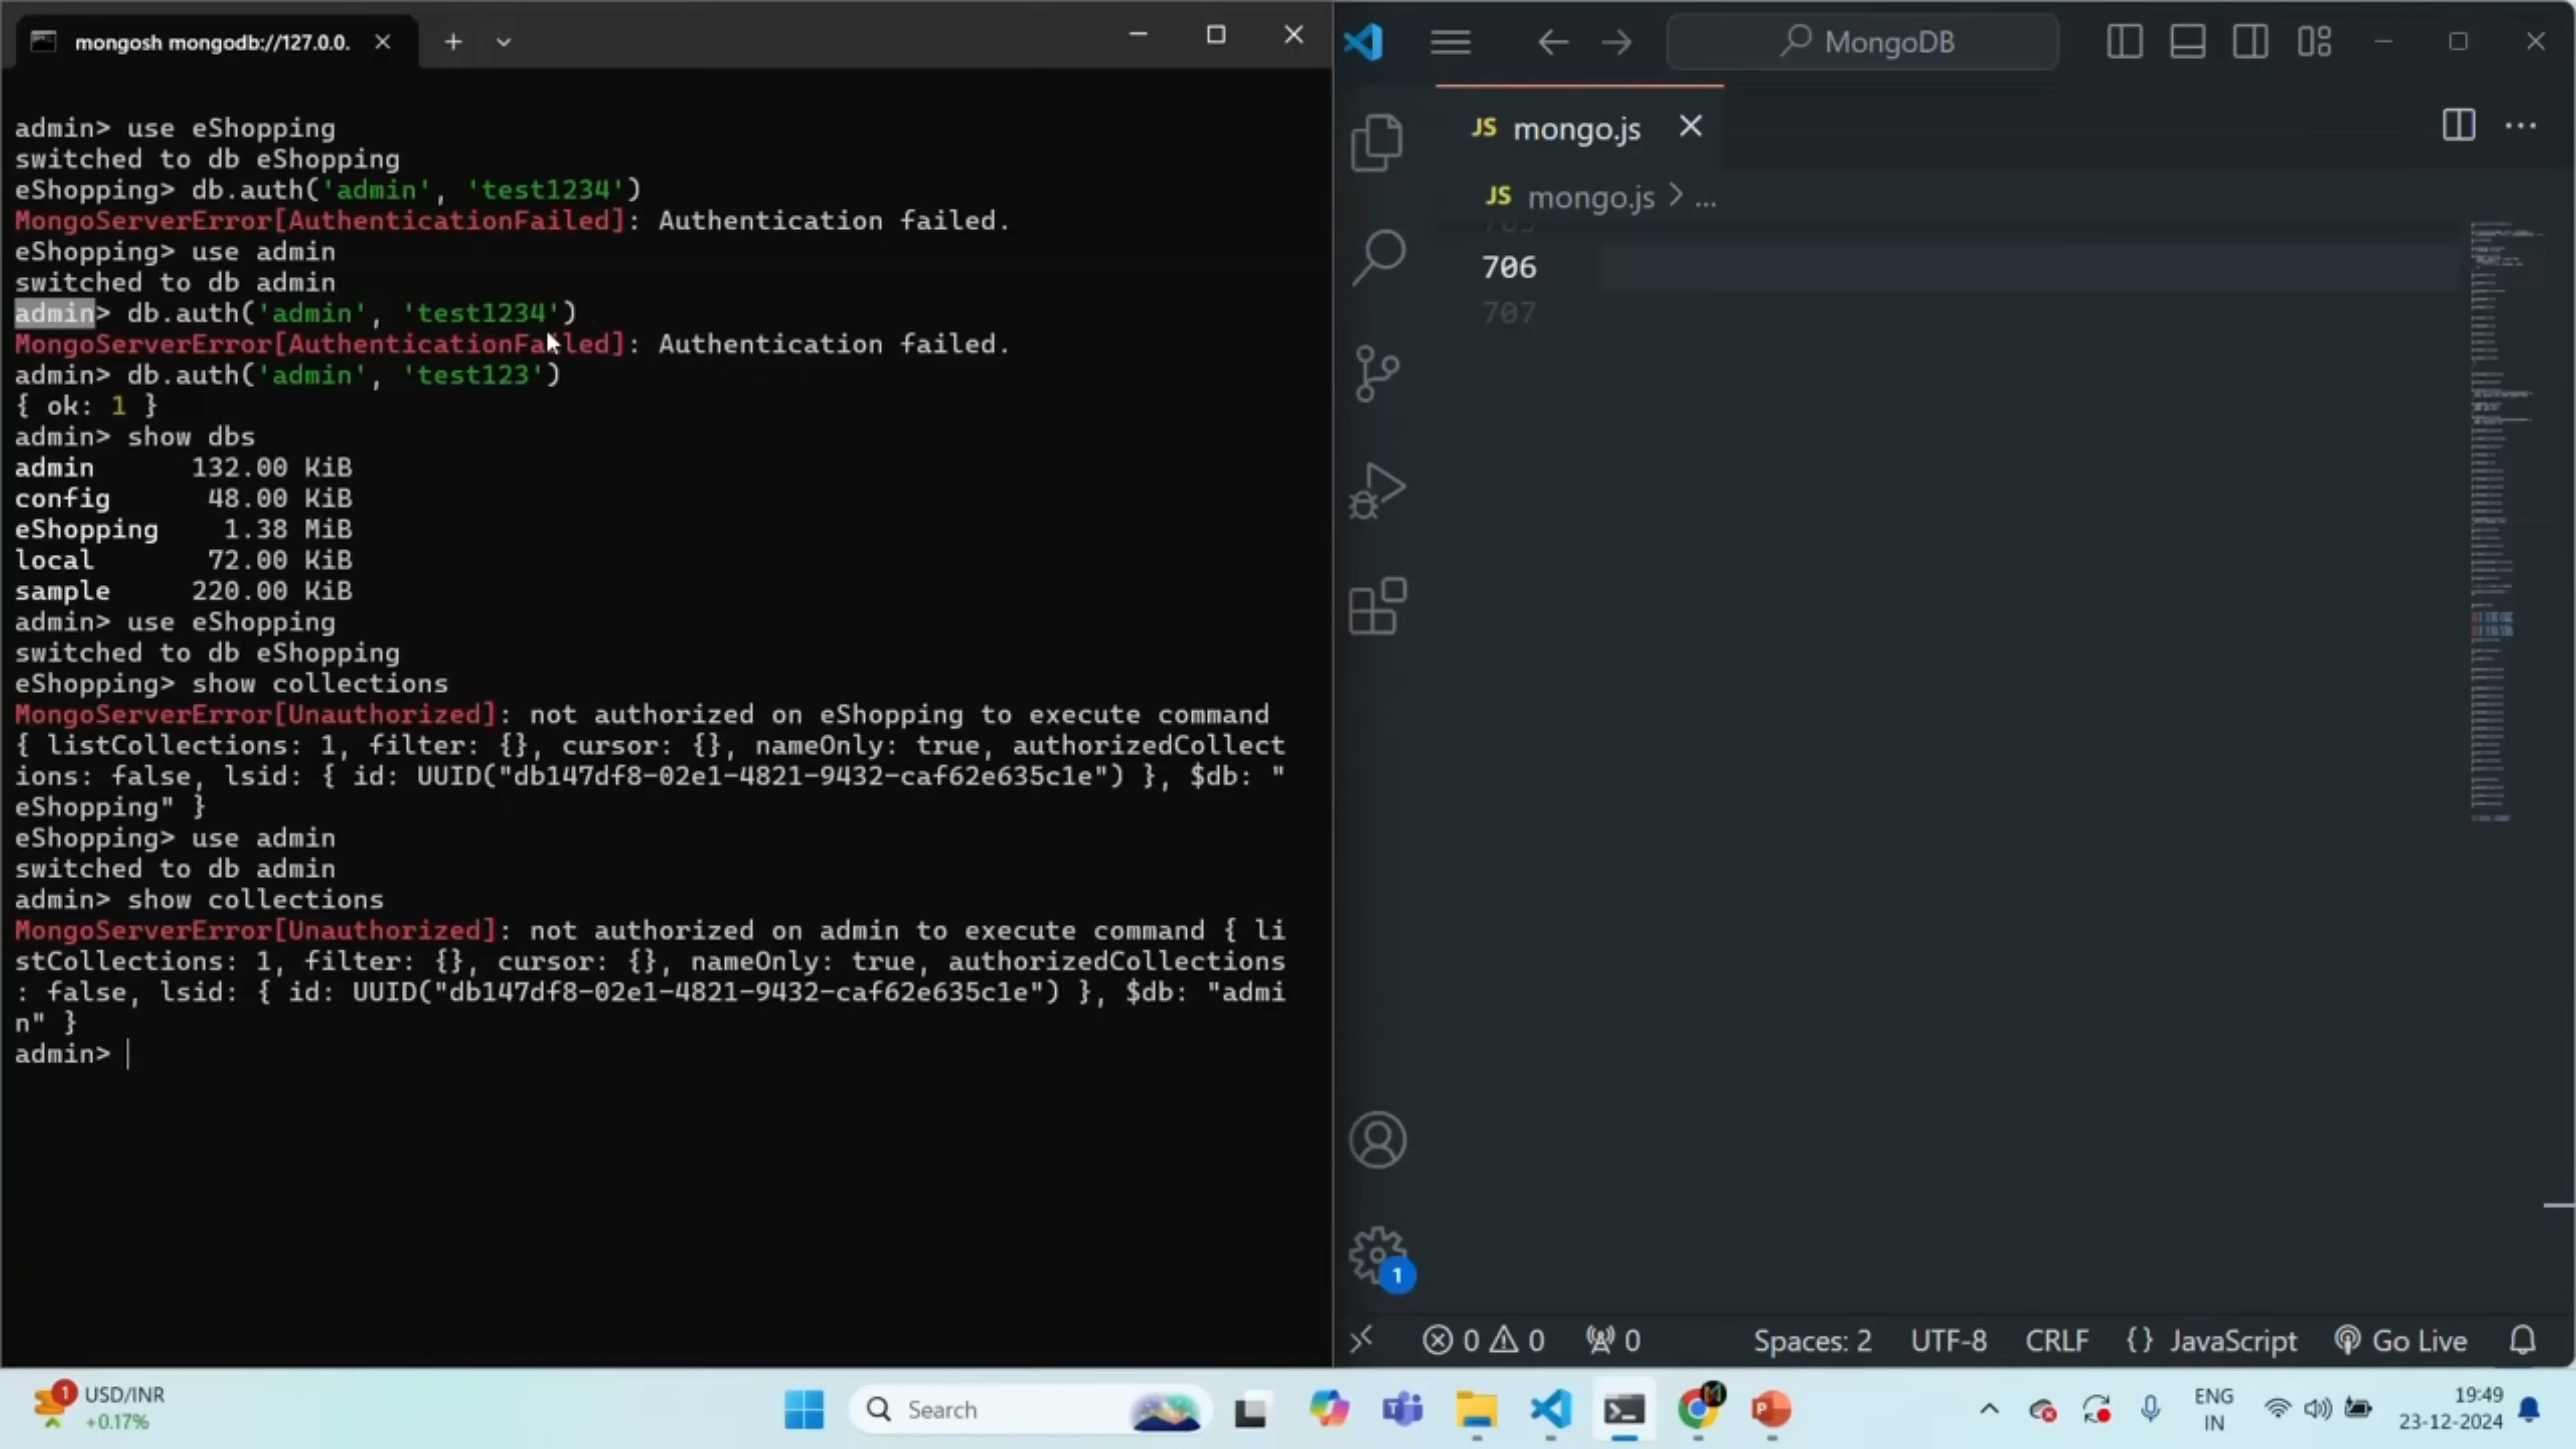 mongosh mongodb://127.0.0.
admin> use eShopping
switched to db eShopping
eShopping> db.auth('admin', 'test1234')
MongoServerError[AuthenticationFailed]: Authentication failed.
eShopping> use admin
switched to db admin
admin> db.auth('admin', 'test1234')
MongoServerError[AuthenticationFailed]: Authentication failed.
admin> db.auth('admin', 'test123')
{ ok: 1 }
admin> show dbs
admin 132.00 KiB
config 48.00 KiB
eShopping 1.38 MiB
local 72.00 KiB
sample 220.00 KiB
admin> use eShopping
switched to db eShopping
eShopping> show collections
MongoServerError[Unauthorized]: not authorized on eShopping to execute command
{ listCollections: 1, filter: {}, cursor: {}, nameOnly: true, authorizedCollect
ions: false, lsid: { id: UUID("db147df8-02e1-4821-9432-caf62e635c1e") }, $db: "
eShopping" }
eShopping> use admin
switched to db admin
admin> show collections
MongoServerError[Unauthorized]: not authorized on admin to execute command { li
stCollections: 1, filter: {}, cursor: {}, nameOnly: true, authorizedCollections
: false, lsid: { id: UUID("db147df8-02e1-4821-9432-caf62e635c1e") }, $db: "admi
n" }
admin>
MongoDB
JS mongo.js
JS mongo.js > ...
705
706
707
1
0 0 0 Spaces: 2 UTF-8 CRLF {} JavaScript Go Live
1 USD/INR
+0.17%
Search
ENG
IN
19:49
23-12-2024